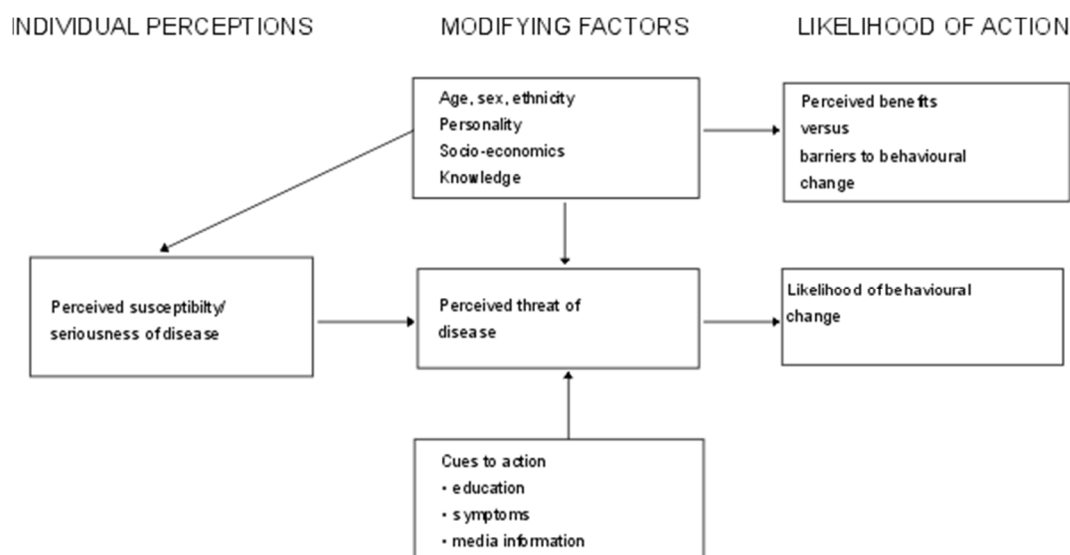 INDIVIDUAL PERCEPTIONS
MODIFYING FACTORS
LIKELIHOOD OF ACTION
Age, sex, ethnicity
Personality
Socio-economics
Knowledge
Perceived benefits
versus
barriers to behavioural
change
Perceived susceptibilty/
seriousness of disease
Perceived threat of
disease
Likelihood of behavioural
change
Cues to action
• education
• symptoms
• media information